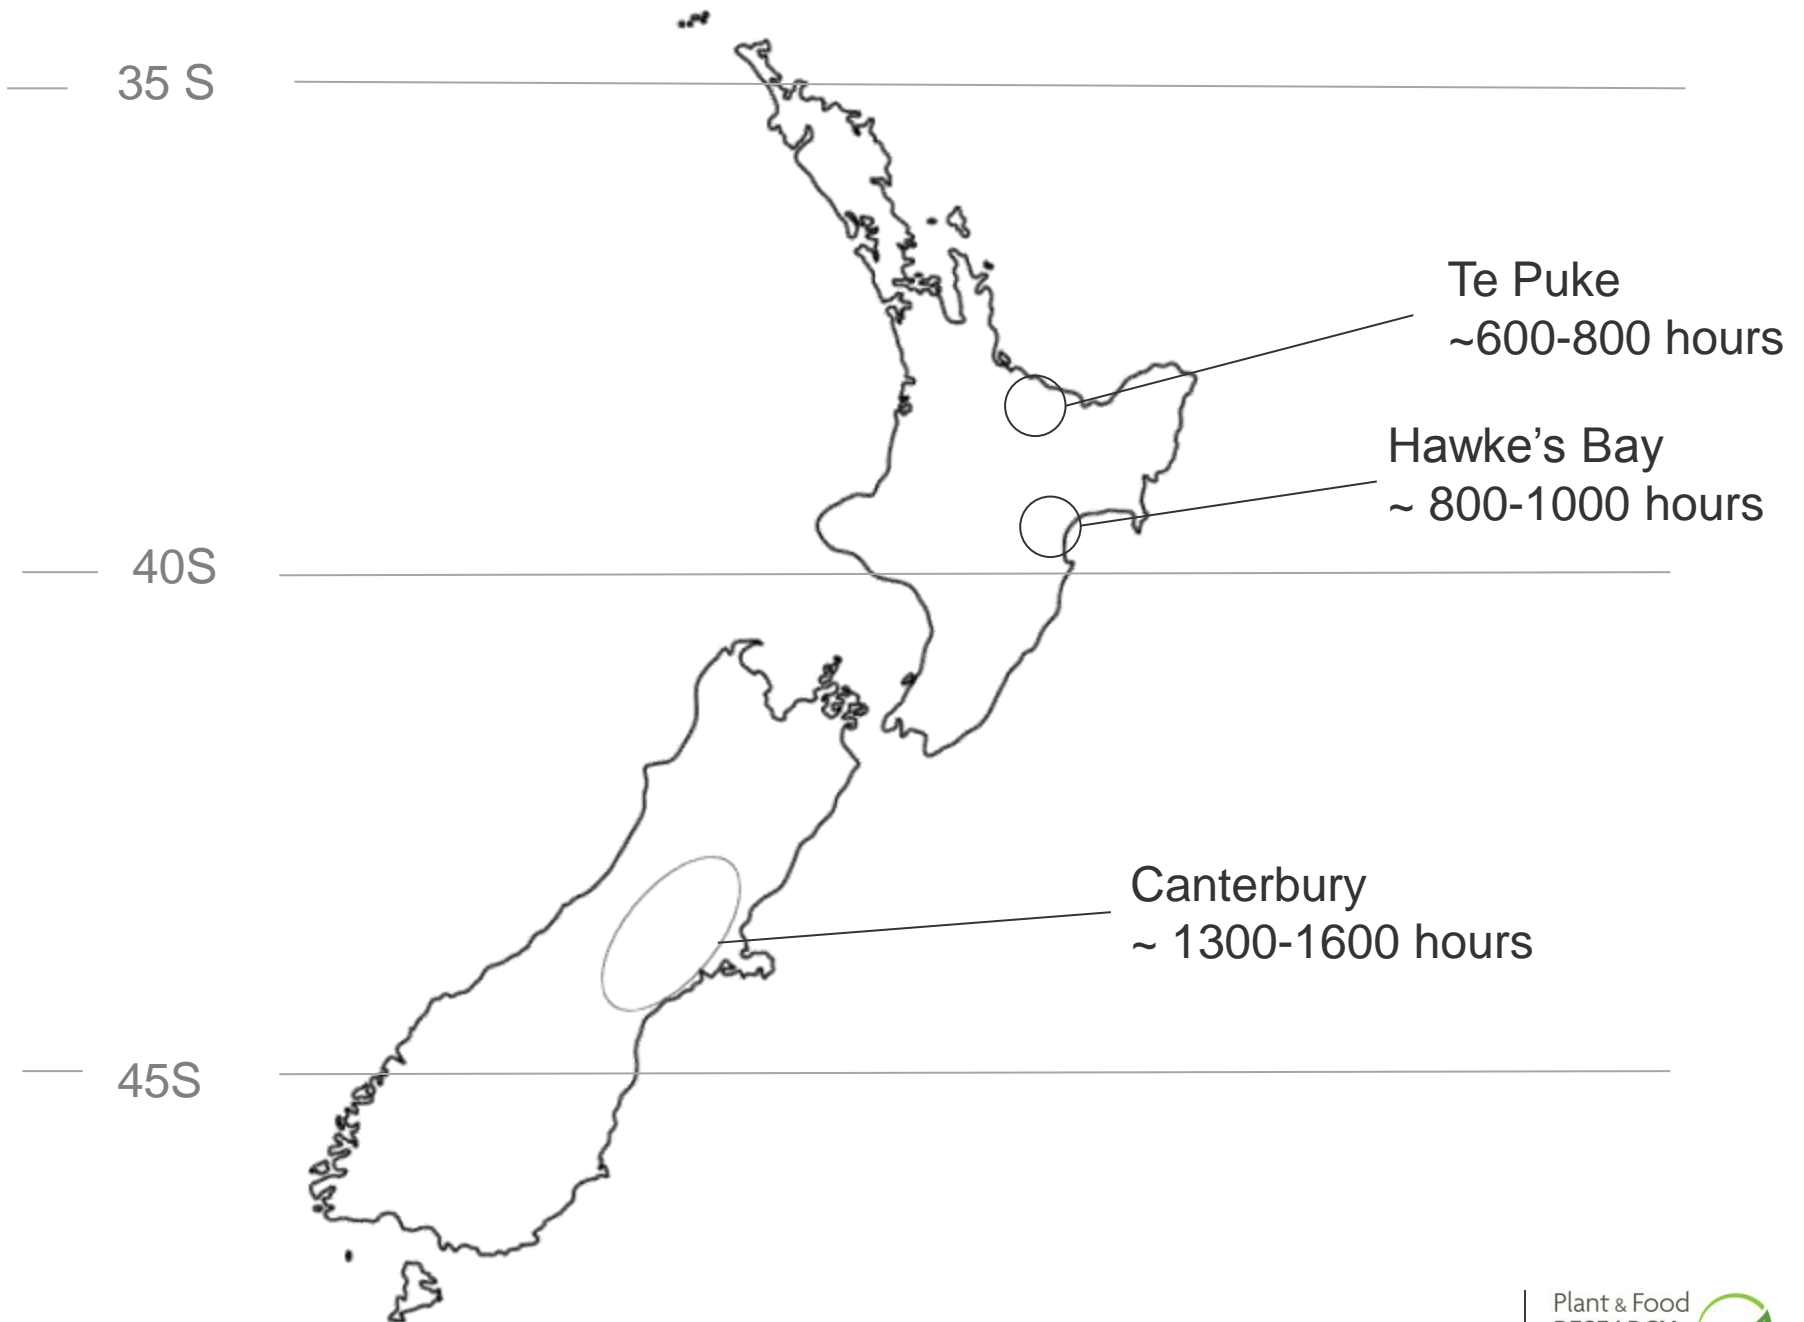 35 S
Te Puke
~600-800 hours
Hawke’s Bay
~ 800-1000 hours
40S
Canterbury
~ 1300-1600 hours
45S
Plant & Food